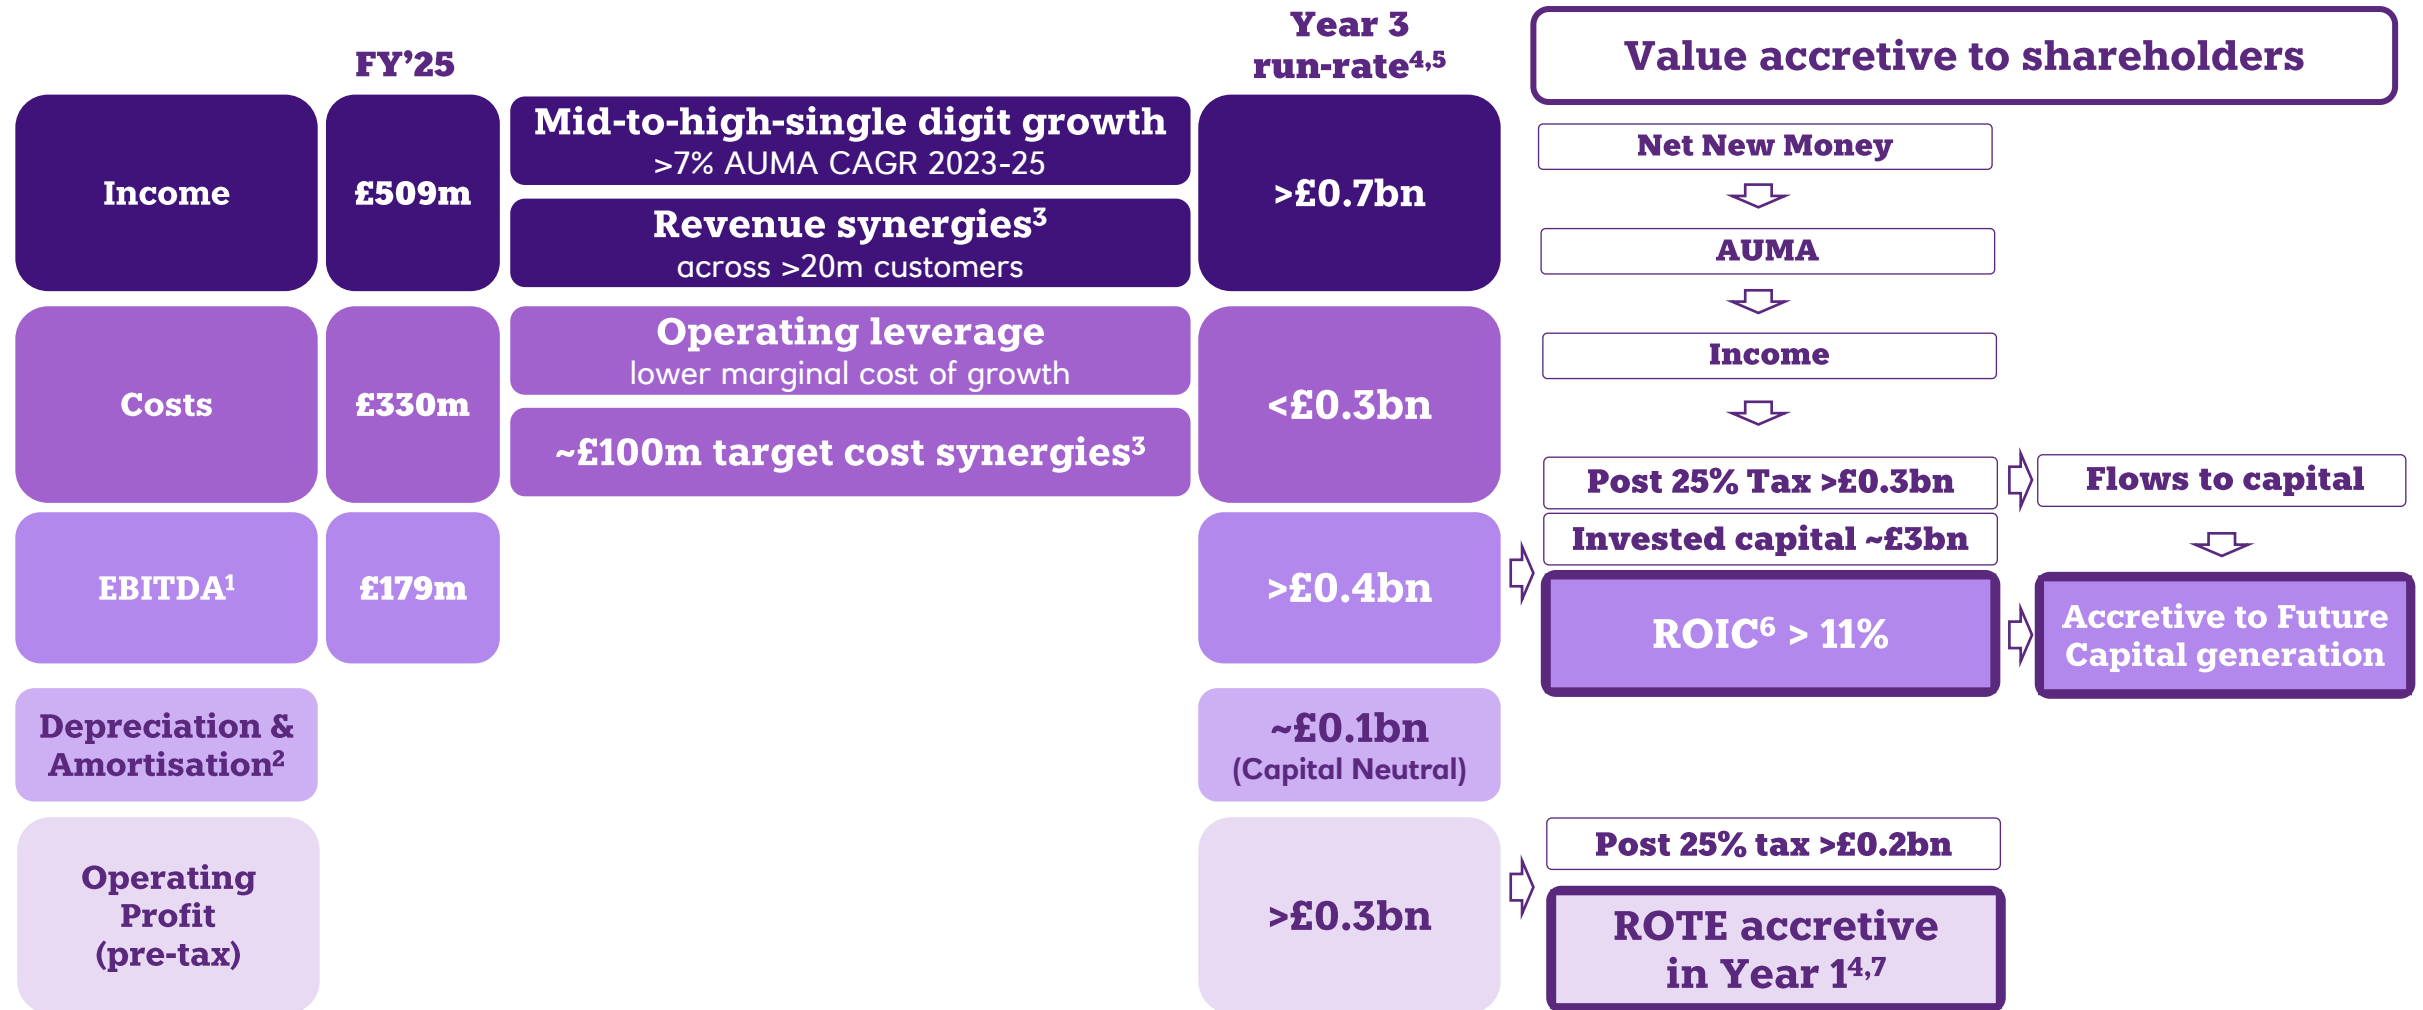 FY’25
Year 3
run-rate⁴,⁵
Value accretive to shareholders
Income
£509m
Mid-to-high-single digit growth
>7% AUMA CAGR 2023-25
Revenue synergies³
across >20m customers
>£0.7bn
Costs
£330m
Operating leverage
lower marginal cost of growth
~£100m target cost synergies³
<£0.3bn
EBITDA¹
£179m
>£0.4bn
Depreciation &
Amortisation²
~£0.1bn
(Capital Neutral)
Operating
Profit
(pre-tax)
>£0.3bn
Net New Money
AUMA
Income
Post 25% Tax >£0.3bn
Flows to capital
Invested capital ~£3bn
ROIC⁶ > 11%
Accretive to Future
Capital generation
Post 25% tax >£0.2bn
ROTE accretive
in Year 1⁴,⁷